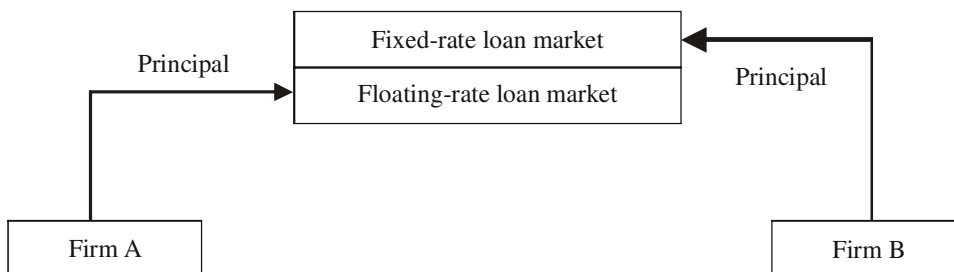 Fixed-rate loan market
Principal
Floating-rate loan market
Principal
Firm A
Firm B